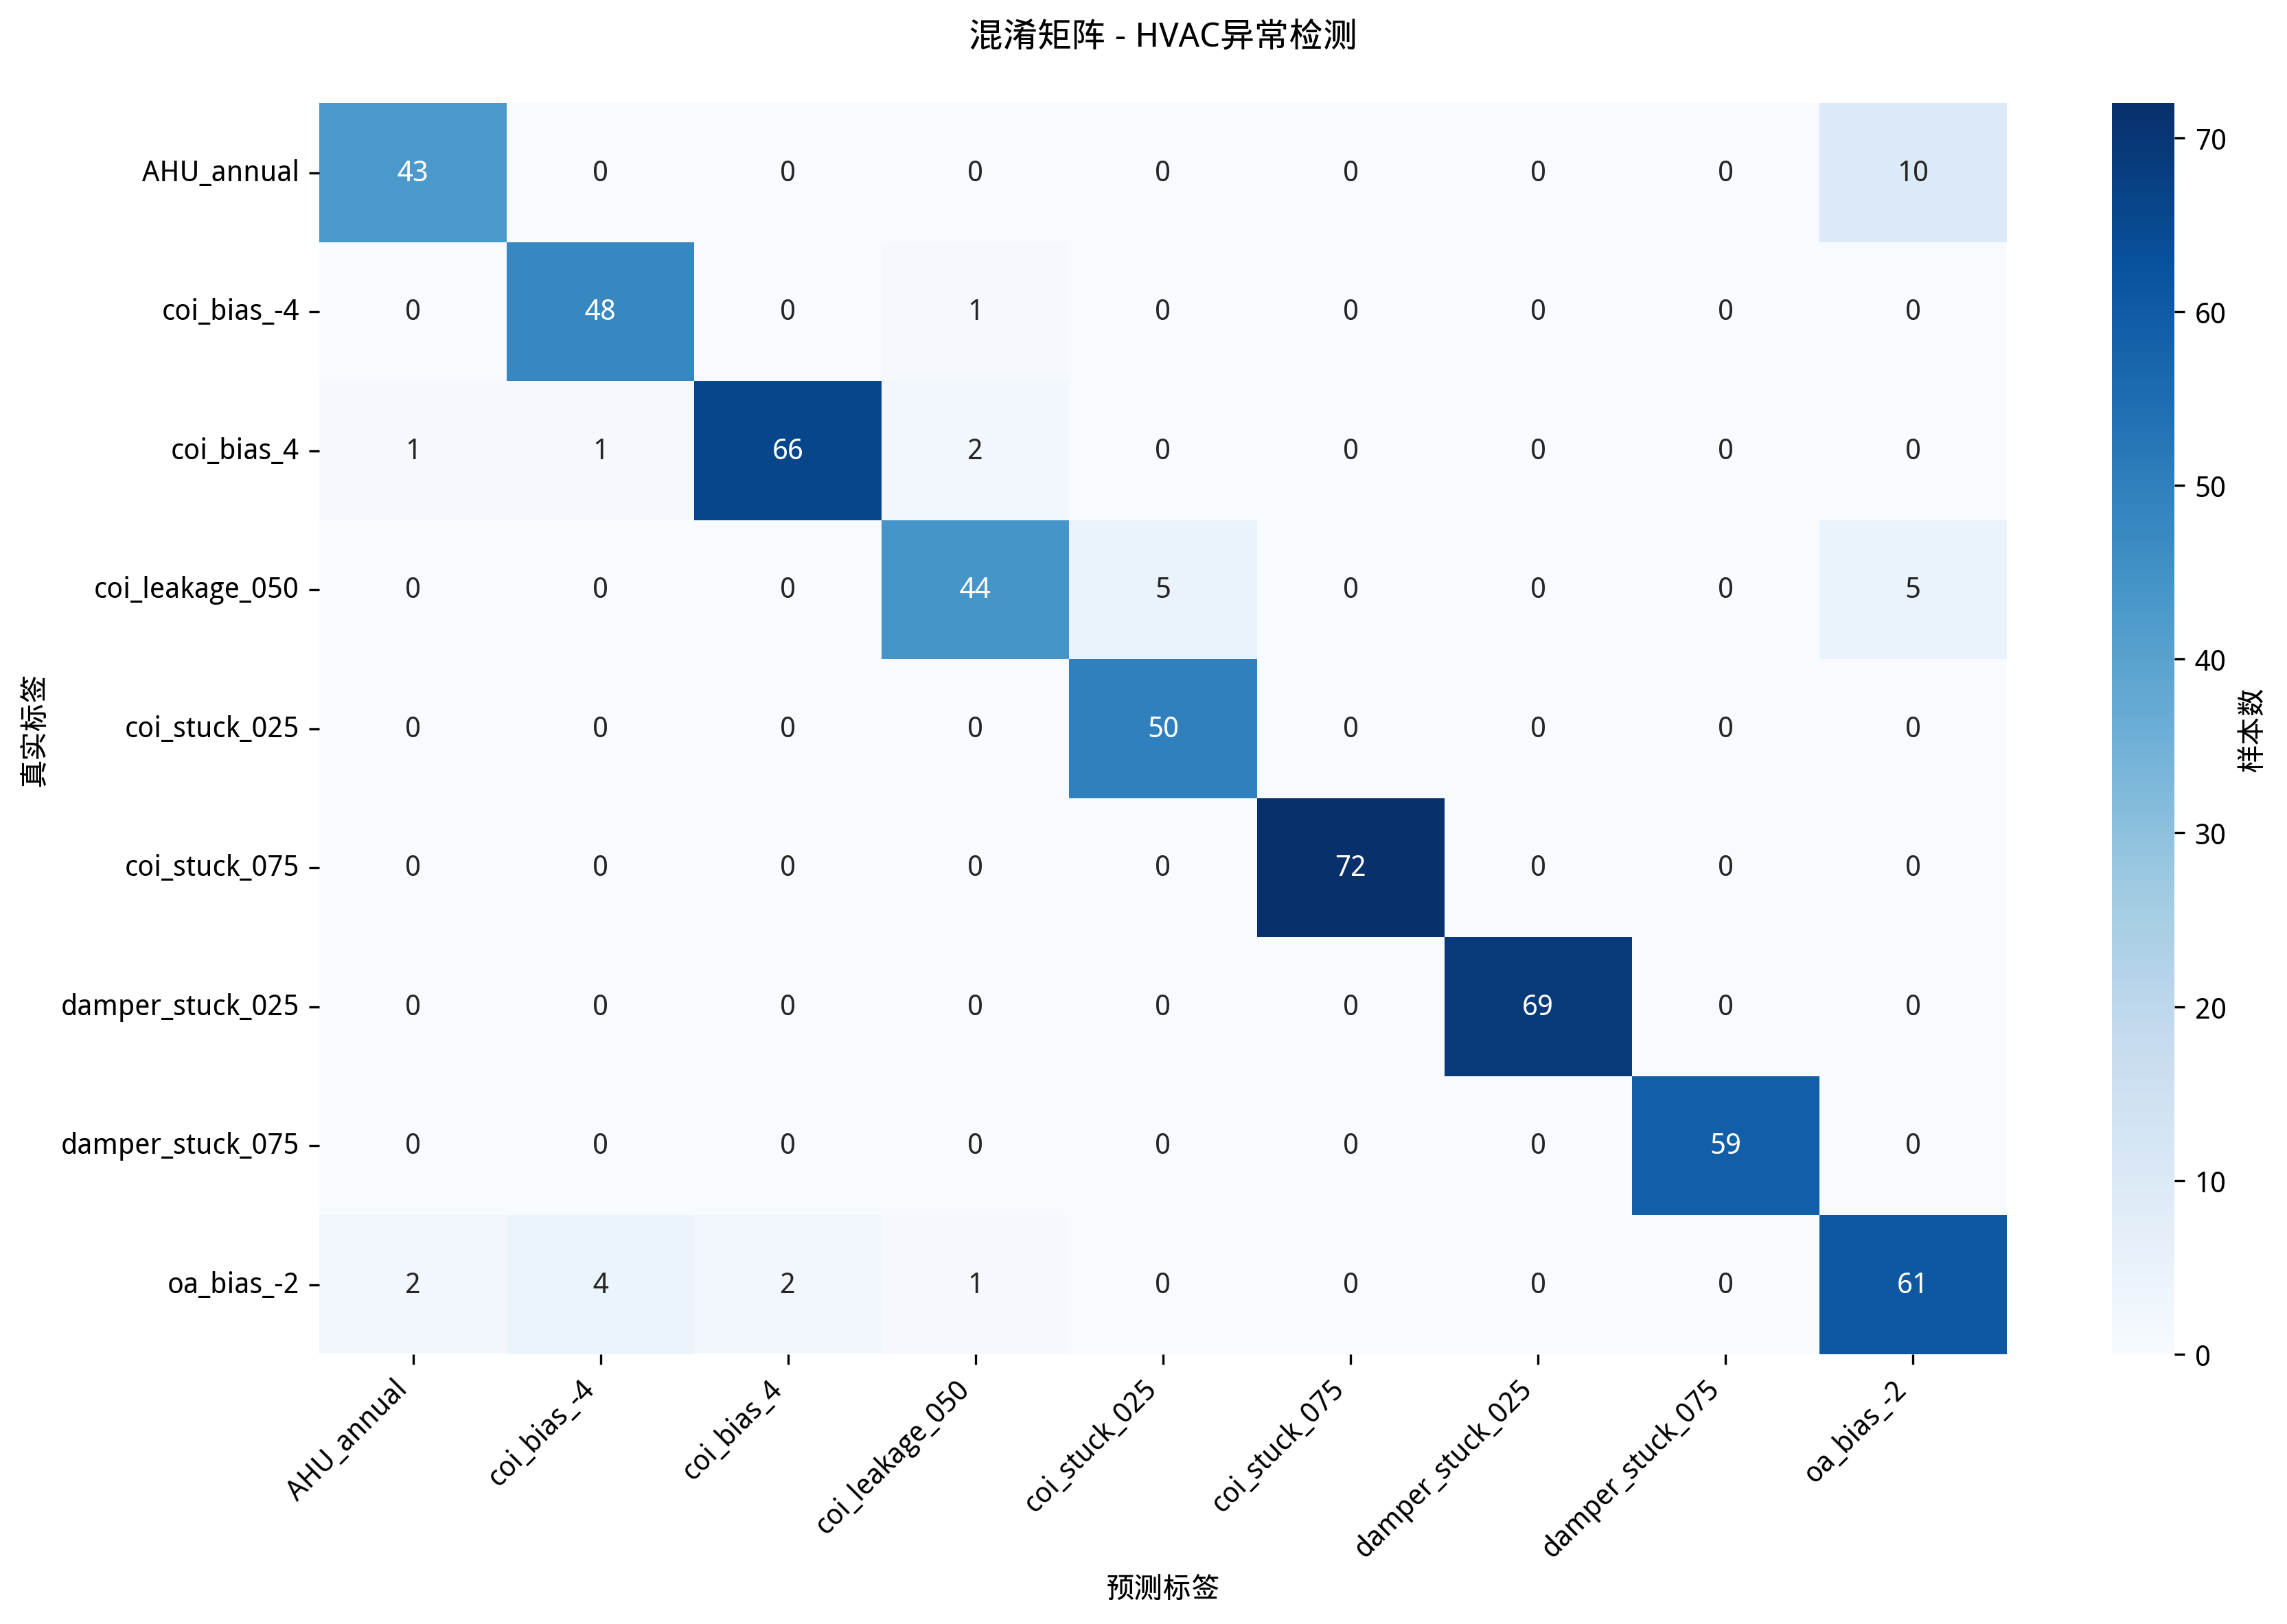 混淆矩阵 - HVAC异常检测
AHU_annual 43 0 0 0 0 0 0 0 10
coi_bias_-4 0 48 0 1 0 0 0 0 0
coi_bias_4 1 1 66 2 0 0 0 0 0
coi_leakage_050 0 0 0 44 5 0 0 0 5
coi_stuck_025 0 0 0 0 50 0 0 0 0
coi_stuck_075 0 0 0 0 0 72 0 0 0
damper_stuck_025 0 0 0 0 0 0 69 0 0
damper_stuck_075 0 0 0 0 0 0 0 59 0
oa_bias_-2 2 4 2 1 0 0 0 0 61
真实标签
AHU_annual coi_bias_-4 coi_bias_4 coi_leakage_050 coi_stuck_025 coi_stuck_075 damper_stuck_025 damper_stuck_075 oa_bias_-2
预测标签
70
60
50
40
30
20
10
0
样本数